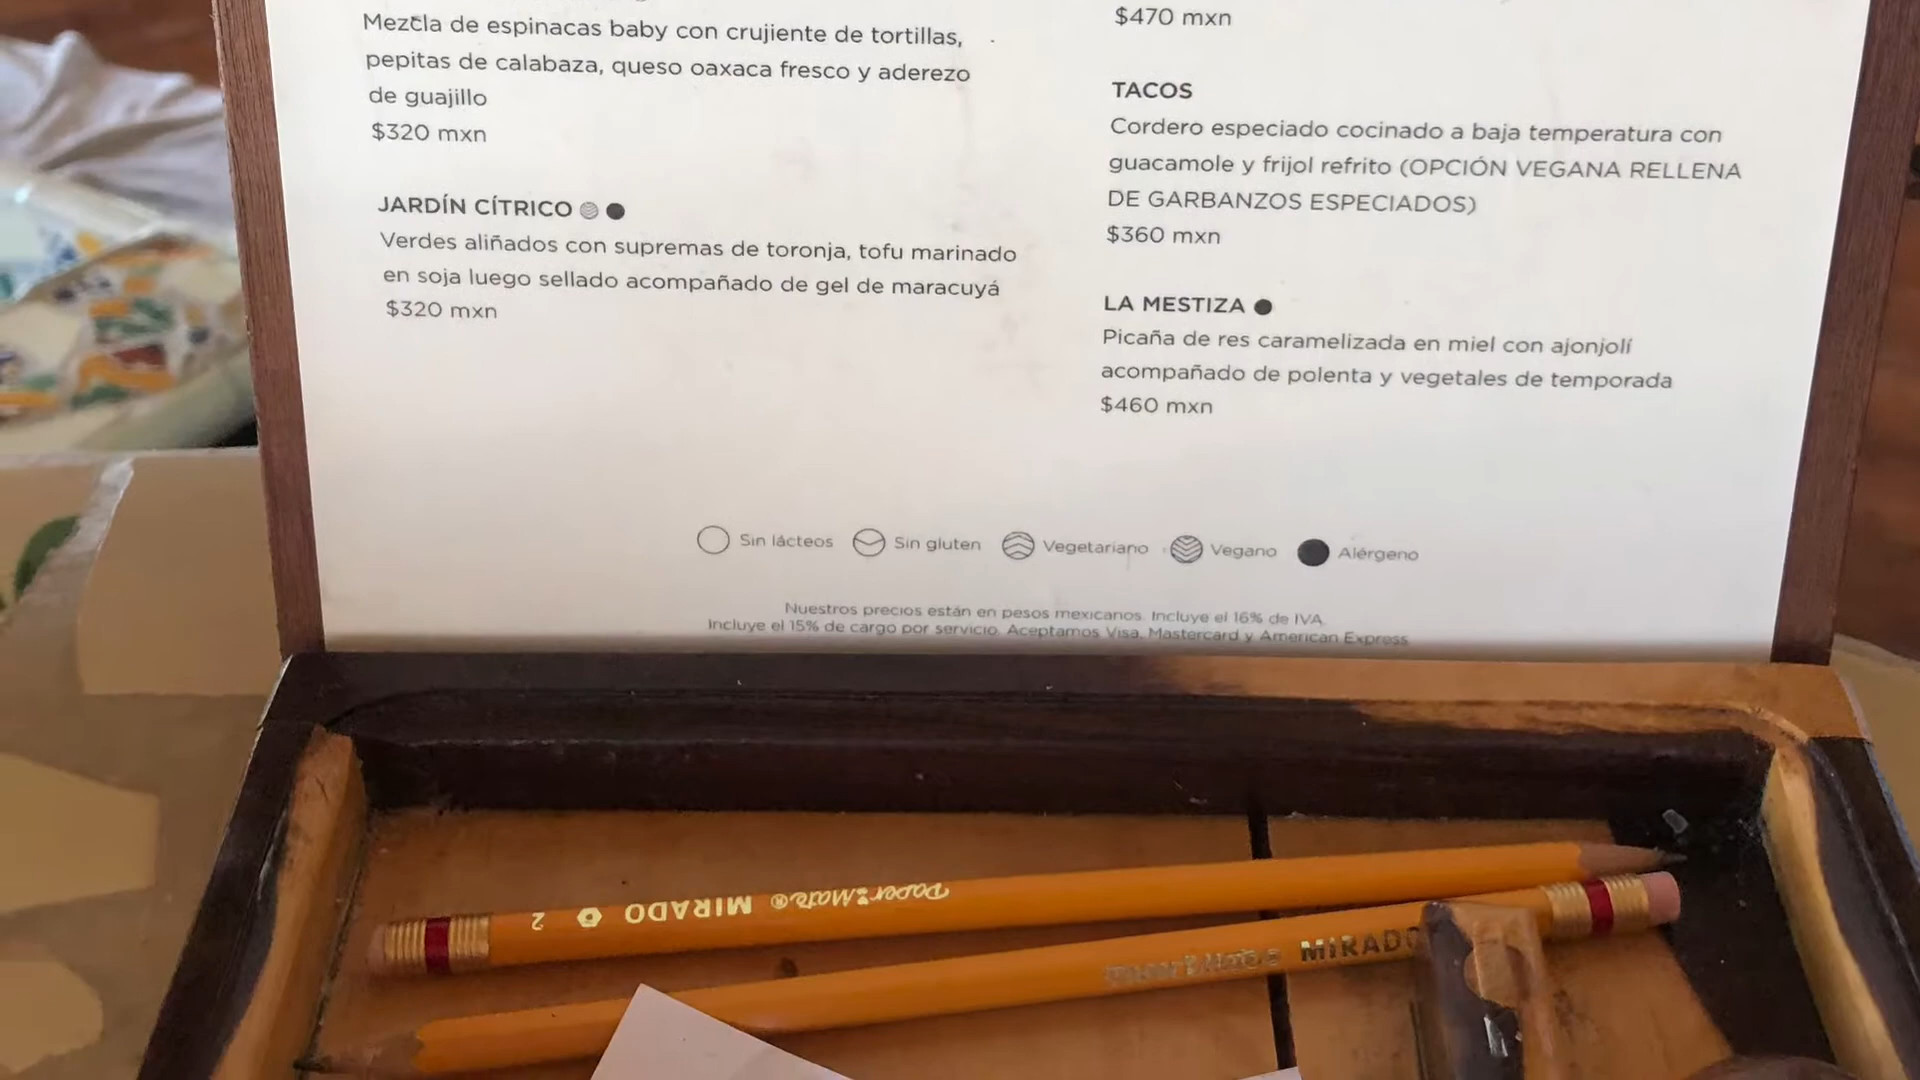 Mezcla de espinacas baby con crujiente de tortillas,
pepitas de calabaza, queso oaxaca fresco y aderezo
de guajillo
$320 mxn
JARDÍN CÍTRICO
Verdes aliñados con supremas de toronja, tofu marinado
en soja luego sellado acompañado de gel de maracuyá
$320 mxn
$470 mxn
TACOS
Cordero especiado cocinado a baja temperatura con
guacamole y frijol refrito (OPCIÓN VEGANA RELLENA
DE GARBANZOS ESPECIADOS)
$360 mxn
LA MESTIZA
Picaña de res caramelizada en miel con ajonjolí
acompañado de polenta y vegetales de temporada
$460 mxn
Sin lácteos Sin gluten Vegetariano Vegano Alérgeno
Nuestros precios están en pesos mexicanos. Incluye el 16% de IVA.
Incluye el 15% de cargo por servicio. Aceptamos Visa, Mastercard y American Express
Paper Mate® MIRADO 2
Paper Mate® MIRADO